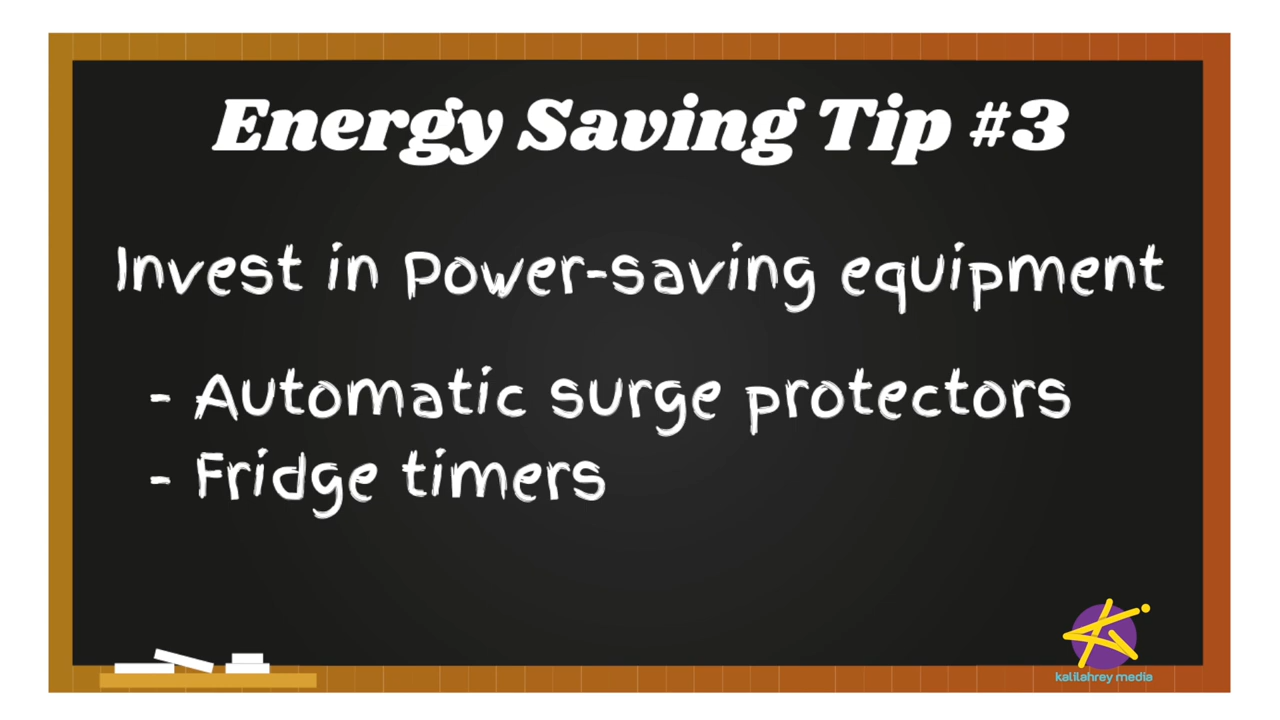 Energy Saving Tip #3
Invest in Power-saving equipment
- Automatic surge protectors
- Fridge timers
kalilahrey media